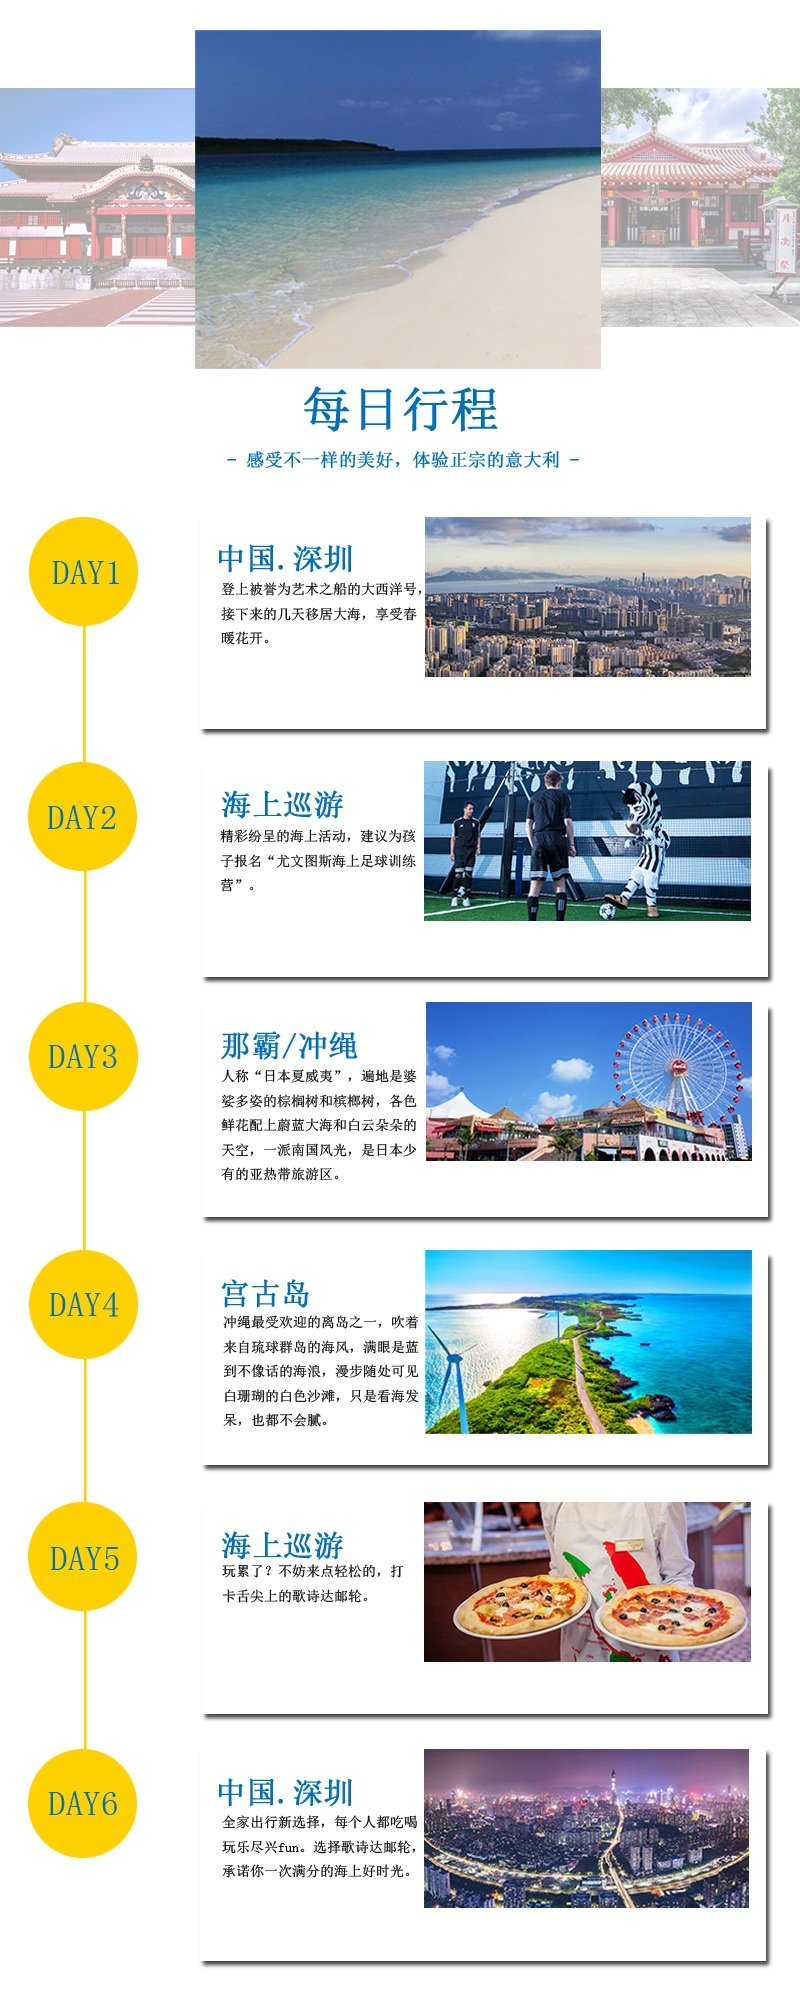 月次祭
每日行程
- 感受不一样的美好，体验正宗的意大利 -
DAY1
中国.深圳
登上被誉为艺术之船的大西洋号，
接下来的几天移居大海，享受春
暖花开。
DAY2
海上巡游
精彩纷呈的海上活动，建议为孩
子报名“尤文图斯海上足球训练
营”。
DAY3
那霸/冲绳
人称“日本夏威夷”，遍地是婆
娑多姿的棕榈树和槟榔树，各色
鲜花配上蔚蓝大海和白云朵朵的
天空，一派南国风光，是日本少
有的亚热带旅游区。
DAY4
宫古岛
冲绳最受欢迎的离岛之一，吹着
来自琉球群岛的海风，满眼是蓝
到不像话的海浪，漫步随处可见
白珊瑚的白色沙滩，只是看海发
呆，也都不会腻。
DAY5
海上巡游
玩累了？不妨来点轻松的，打
卡舌尖上的歌诗达邮轮。
DAY6
中国.深圳
全家出行新选择，每个人都吃喝
玩乐尽兴fun。选择歌诗达邮轮，
承诺你一次满分的海上好时光。